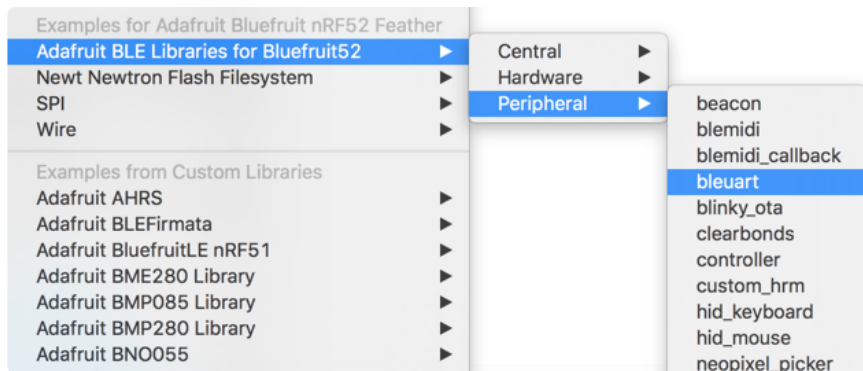 Examples for Adafruit Bluefruit nRF52 Feather
Adafruit BLE Libraries for Bluefruit52
Newt Newtron Flash Filesystem
SPI
Wire
Examples from Custom Libraries
Adafruit AHRS
Adafruit BLEFirmata
Adafruit BluefruitLE nRF51
Adafruit BME280 Library
Adafruit BMP085 Library
Adafruit BMP280 Library
Adafruit BNO055
Central
Hardware
Peripheral
beacon
blemidi
blemidi_callback
bleuart
blinky_ota
clearbonds
controller
custom_hrm
hid_keyboard
hid_mouse
neopixel_picker